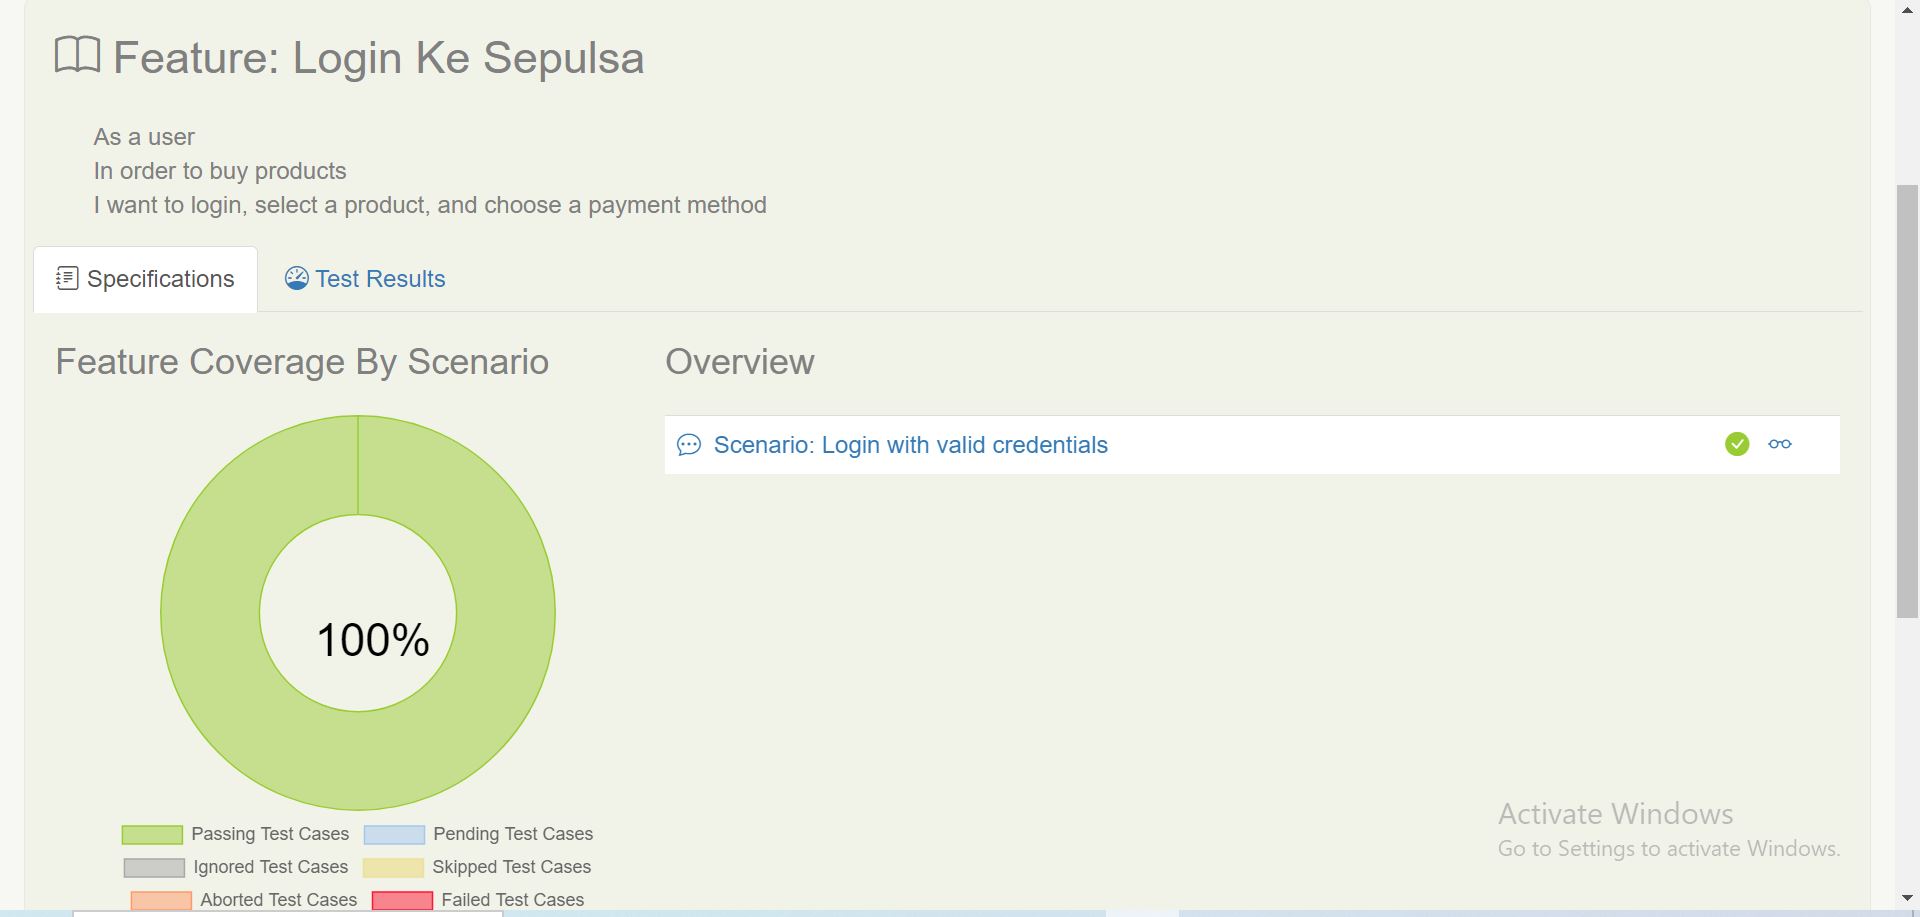 Feature: Login Ke Sepulsa
As a user
In order to buy products
I want to login, select a product, and choose a payment method
Specifications
Test Results
Feature Coverage By Scenario
Overview
Scenario: Login with valid credentials
100%
Passing Test Cases
Pending Test Cases
Ignored Test Cases
Skipped Test Cases
Aborted Test Cases
Failed Test Cases
Activate Windows
Go to Settings to activate Windows.